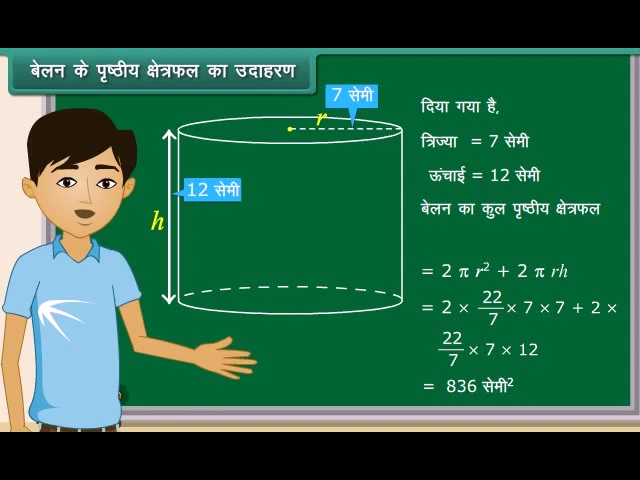 बेलन के पृष्ठीय क्षेत्रफल का उदाहरण
7 सेमी
r
12 सेमी
h
दिया गया है,
त्रिज्या = 7 सेमी
ऊंचाई = 12 सेमी
बेलन का कुल पृष्ठीय क्षेत्रफल
= 2 π r² + 2 π rh
= 2 × 22/7 × 7 × 7 + 2 ×
22/7 × 7 × 12
= 836 सेमी²